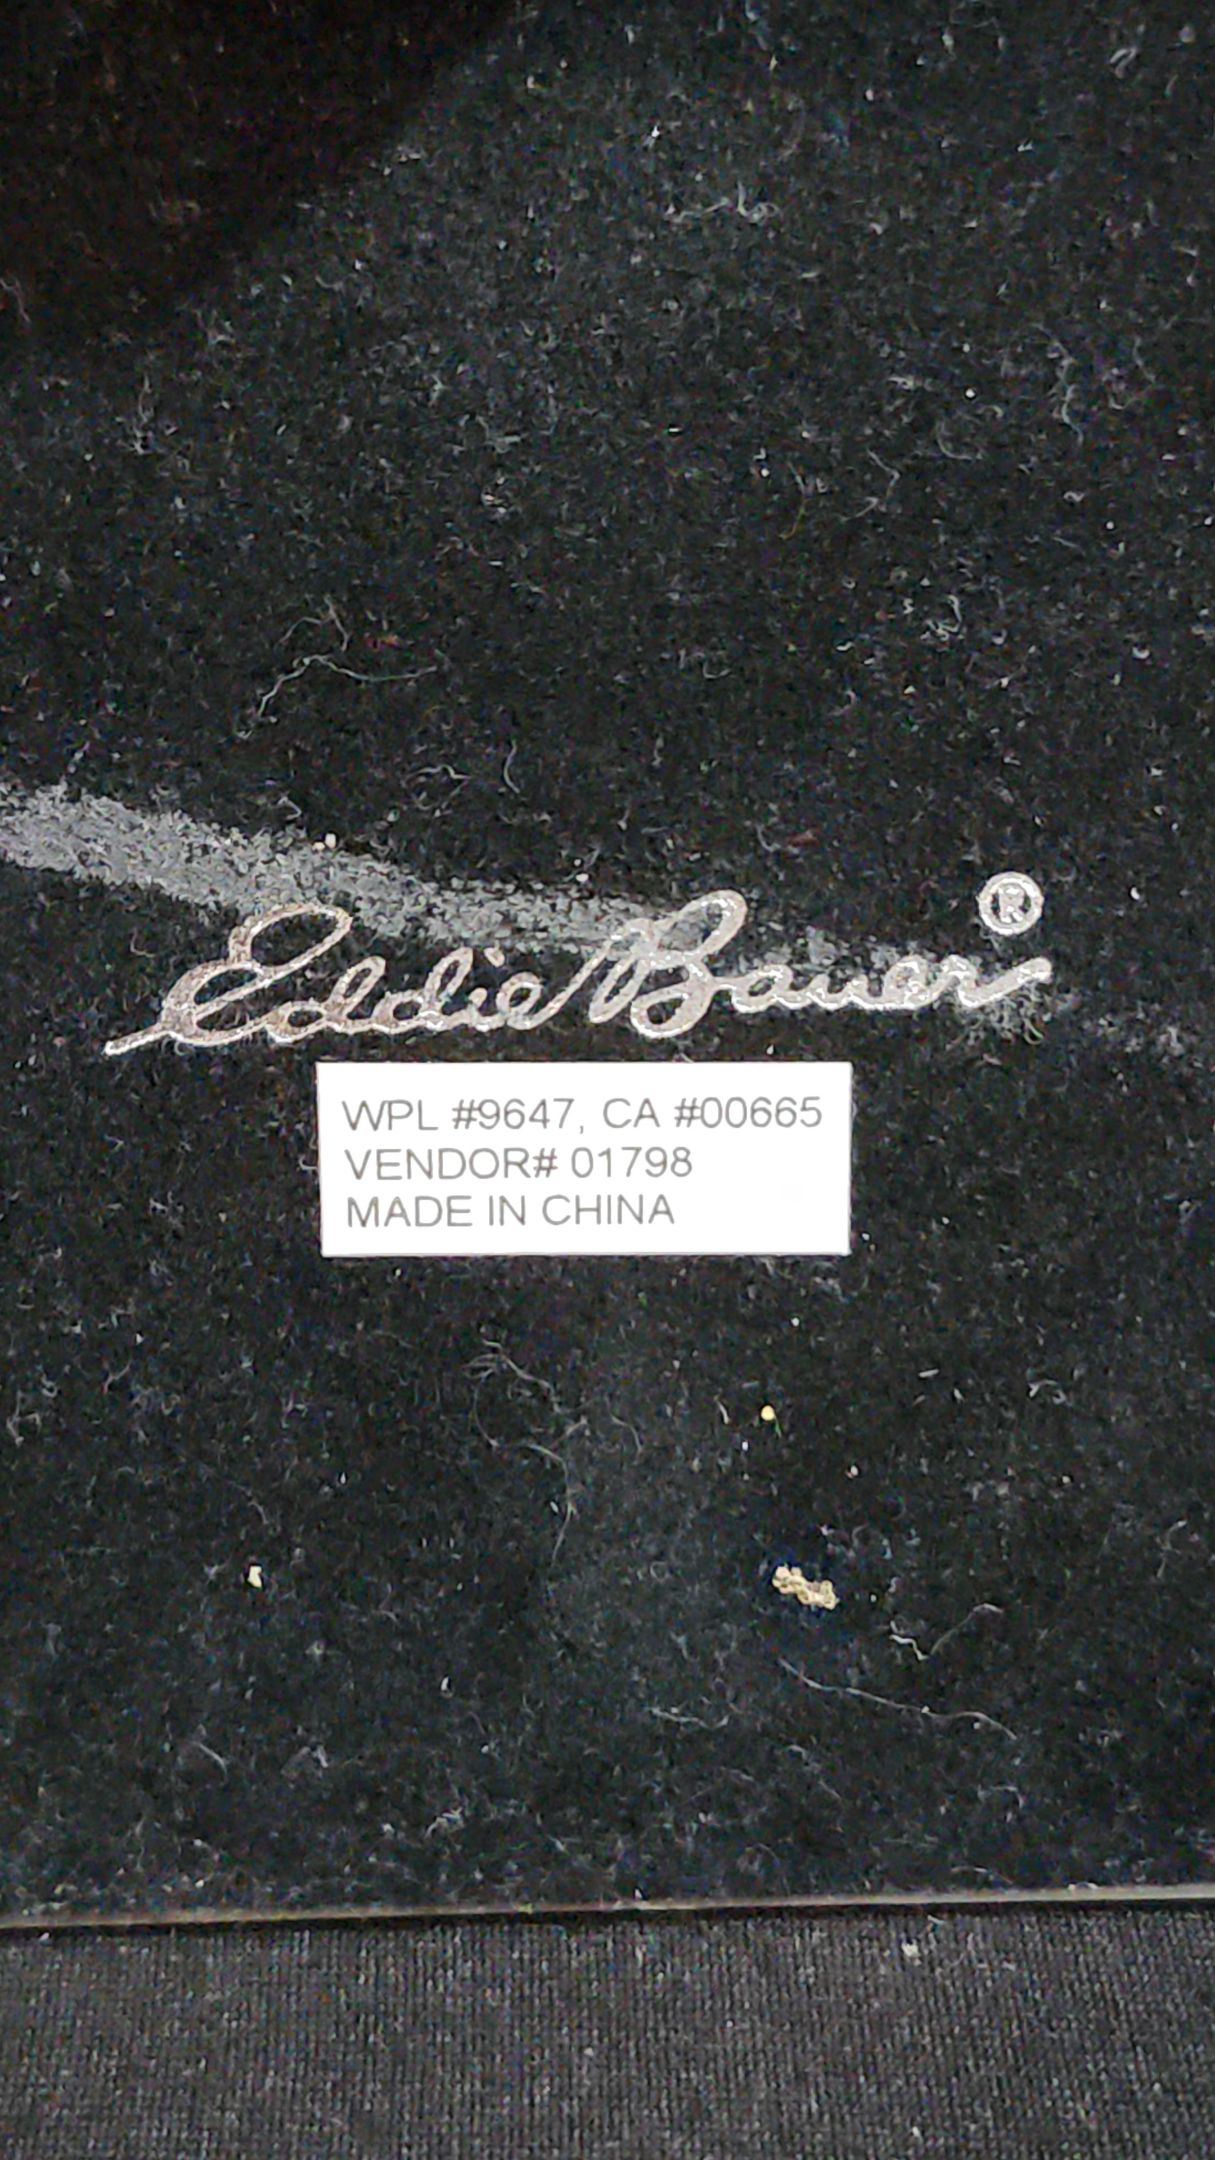 Eddie Bauer®
WPL #9647, CA #00665
VENDOR# 01798
MADE IN CHINA